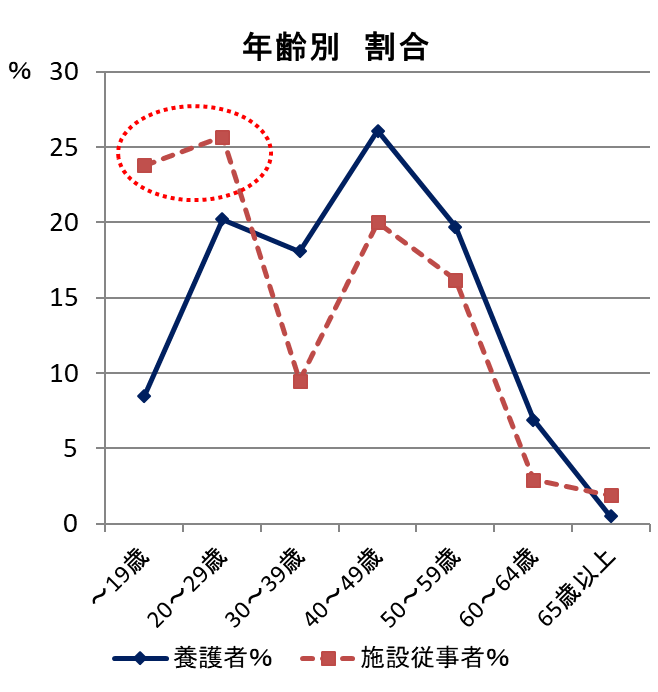 年齢別　割合
%
30
25
20
15
10
5
0
～19歳
20～29歳
30～39歳
40～49歳
50～59歳
60～64歳
65歳以上
養護者%
施設従事者%